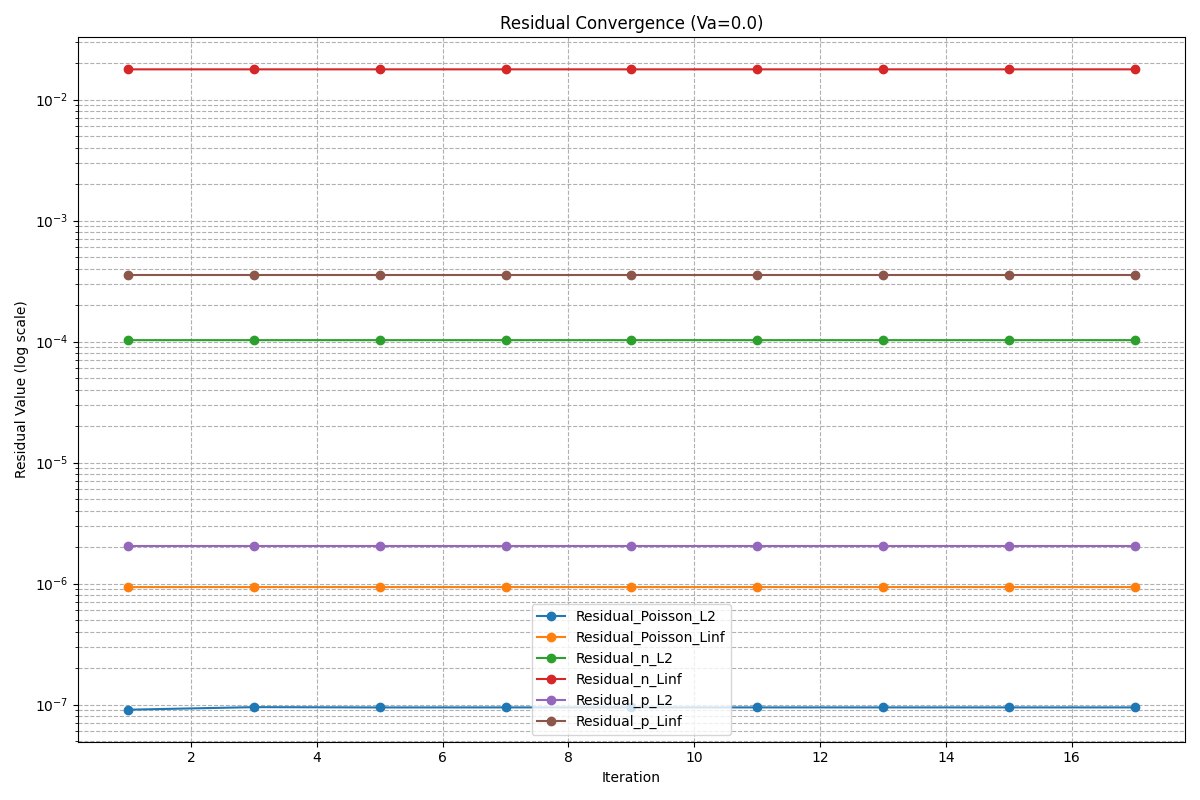 Residual Convergence (Va=0.0)
Residual Value (log scale)
10⁻²
10⁻³
10⁻⁴
10⁻⁵
10⁻⁶
10⁻⁷
Residual_Poisson_L2
Residual_Poisson_Linf
Residual_n_L2
Residual_n_Linf
Residual_p_L2
Residual_p_Linf
2 4 6 8 10 12 14 16
Iteration